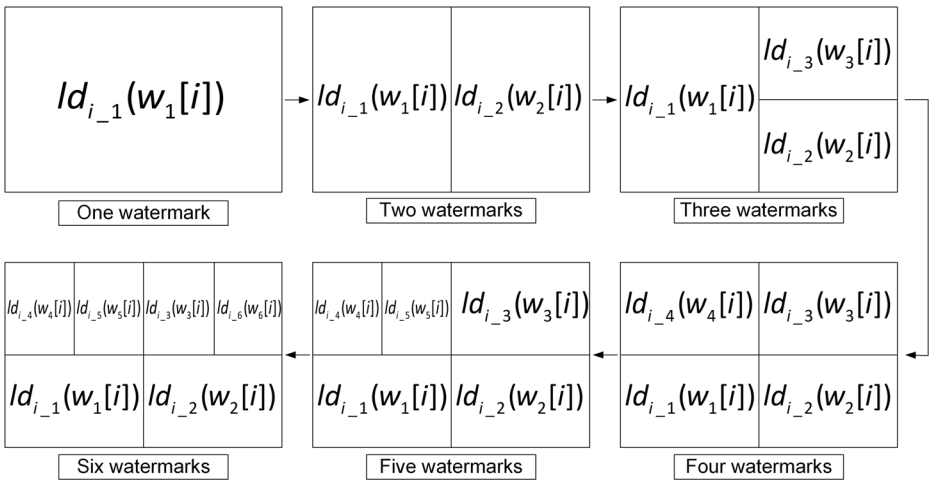 ld_{i_1}(w_1[i])
One watermark
ld_{i_1}(w_1[i]) ld_{i_2}(w_2[i])
Two watermarks
ld_{i_3}(w_3[i])
ld_{i_1}(w_1[i])
ld_{i_2}(w_2[i])
Three watermarks
ld_{i_4}(w_4[i]) ld_{i_3}(w_3[i])
ld_{i_1}(w_1[i]) ld_{i_2}(w_2[i])
Four watermarks
ld_{i_4}(w_4[i]) ld_{i_5}(w_5[i]) ld_{i_3}(w_3[i])
ld_{i_1}(w_1[i]) ld_{i_2}(w_2[i])
Five watermarks
ld_{i_4}(w_4[i]) ld_{i_5}(w_5[i]) ld_{i_3}(w_3[i]) ld_{i_6}(w_6[i])
ld_{i_1}(w_1[i]) ld_{i_2}(w_2[i])
Six watermarks